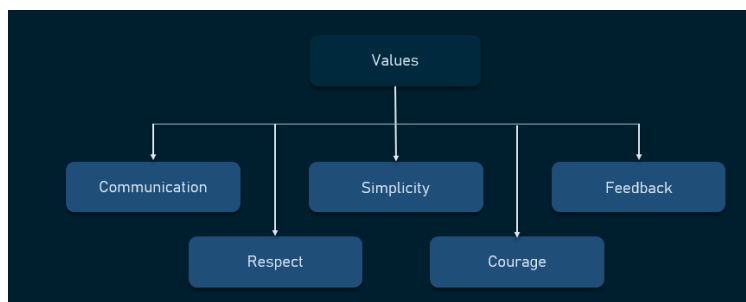 Values
Communication
Simplicity
Feedback
Respect
Courage